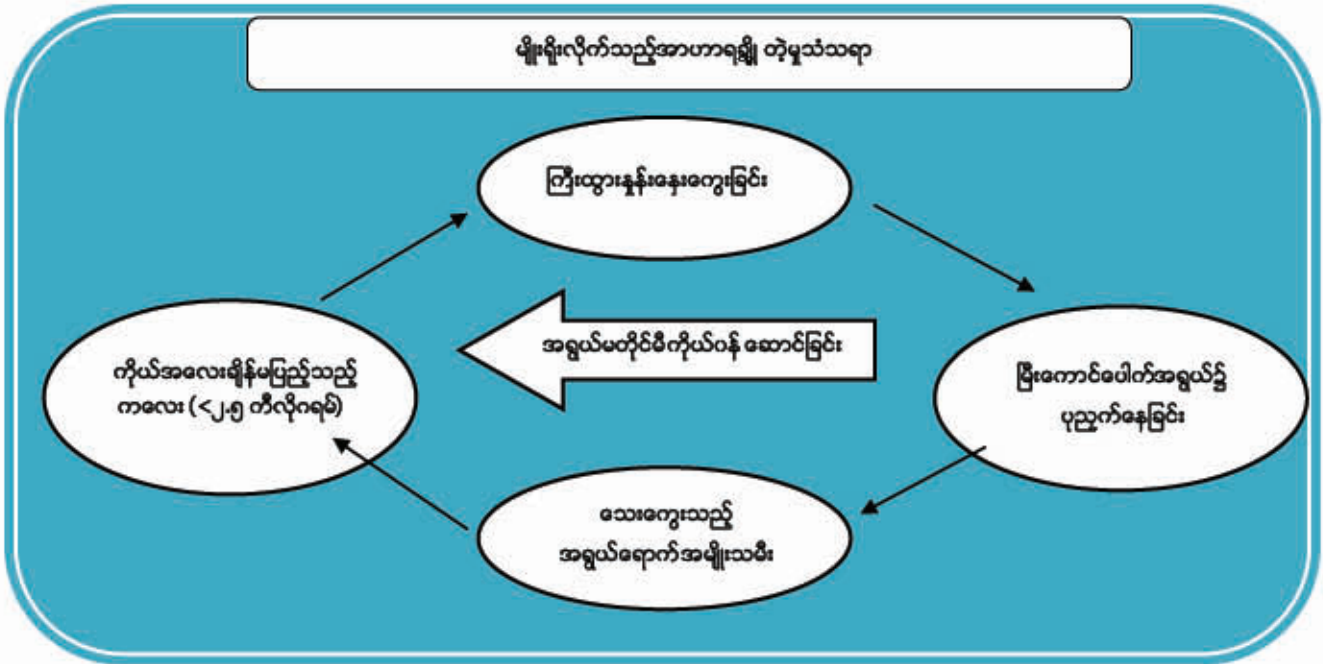 မျိုးရိုးလိုက်သည့်အာဟာရချို့ တဲ့မှုသံသရာ
ကြီးထွားနှုန်းနှေးကွေးခြင်း
အရွယ်မတိုင်မီကိုယ်ဝန် ဆောင်ခြင်း
ကိုယ်အလေးချိန်မပြည့်သည့်
ကလေး (<၂.၅ ကီလိုဂရမ်)
မြီးကောင်ပေါက်အရွယ်၌
ပုညှက်နေခြင်း
သေးကွေးသည့်
အရွယ်ရောက်အမျိုးသမီး